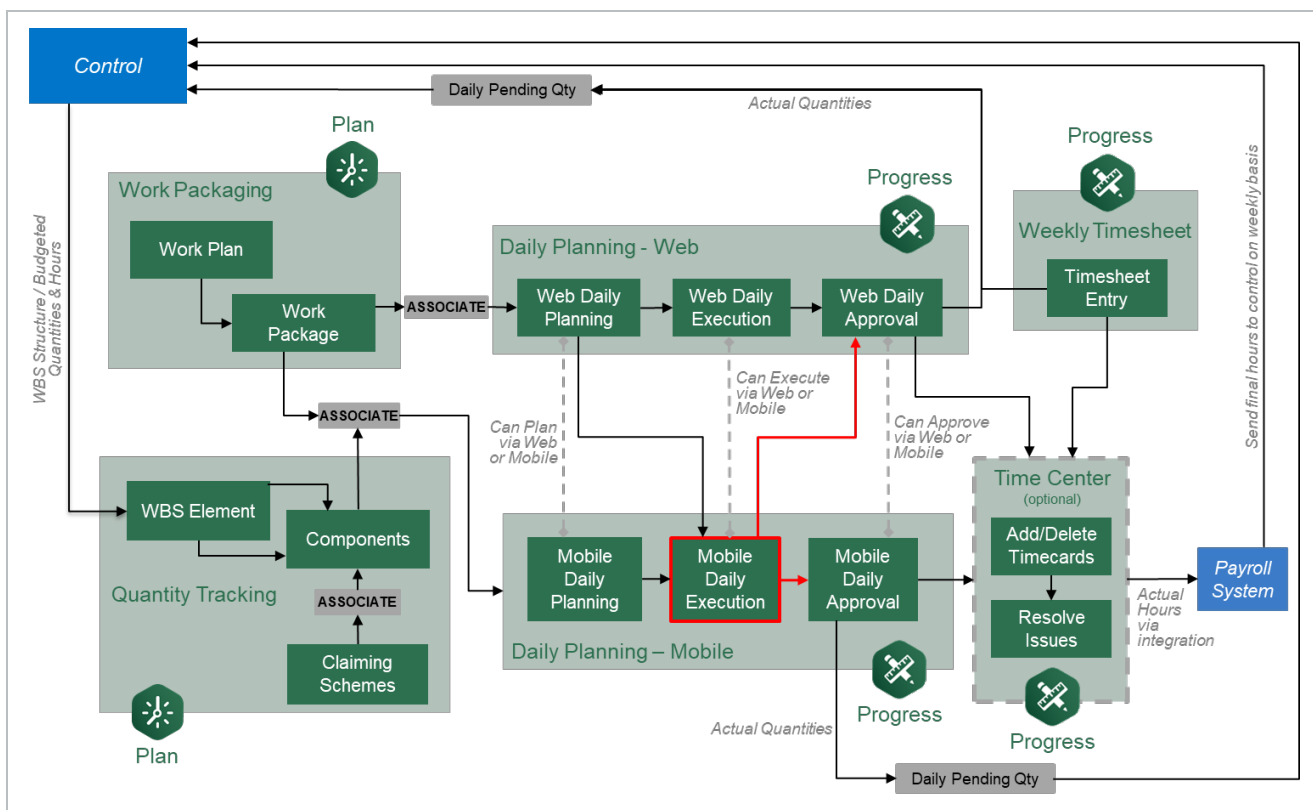 Control
Daily Pending Qty
Actual Quantities
Plan
Progress
Progress
Work Packaging
Work Plan
Work
Package
ASSOCIATE
Daily Planning - Web
Web Daily
Planning
Web Daily
Execution
Web Daily
Approval
Weekly Timesheet
Timesheet
Entry
WBS Structure / Budgeted
Quantities & Hours
Send final hours to control on weekly basis
ASSOCIATE
Can Plan
via Web
or Mobile
Can Execute
via Web or
Mobile
Can Approve
via Web or
Mobile
WBS Element
Components
Quantity Tracking
ASSOCIATE
Claiming
Schemes
Plan
Mobile
Daily
Planning
Mobile
Daily
Execution
Mobile
Daily
Approval
Daily Planning – Mobile
Progress
Time Center
(optional)
Add/Delete
Timecards
Resolve
Issues
Progress
Actual
Hours
via
integration
Payroll
System
Actual Quantities
Daily Pending Qty